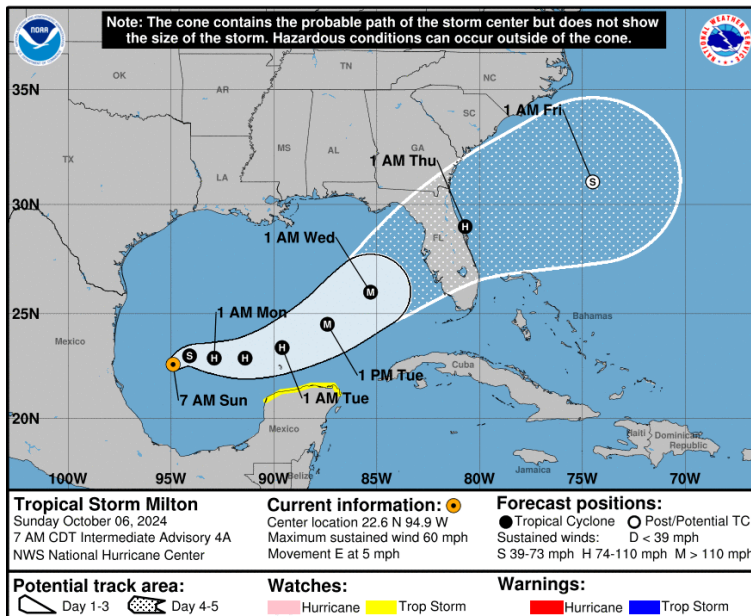 Note: The cone contains the probable path of the storm center but does not show
the size of the storm. Hazardous conditions can occur outside of the cone.
NOAA
NATIONAL WEATHER SERVICE
OK
TN
NC
AR
35N
SC
1 AM Fri
TX
MS
AL
GA
1 AM Thu
LA
S
30N
H
FL
1 AM Wed
M
25N
1 AM Mon
M
Bahamas
Mexico
S
H
H
H
1 PM Tue
Cuba
7 AM Sun
1 AM Tue
20N
Mexico
Haiti
Dominican
Republic
Belize
Jamaica
100W
95W
90W
85W
80W
75W
70W
Tropical Storm Milton
Sunday October 06, 2024
7 AM CDT Intermediate Advisory 4A
NWS National Hurricane Center
Current information:
Center location 22.6 N 94.9 W
Maximum sustained wind 60 mph
Movement E at 5 mph
Forecast positions:
Tropical Cyclone
Post/Potential TC
Sustained winds:
D < 39 mph
S 39-73 mph
H 74-110 mph
M > 110 mph
Potential track area:
Day 1-3
Day 4-5
Watches:
Hurricane
Trop Storm
Warnings:
Hurricane
Trop Storm